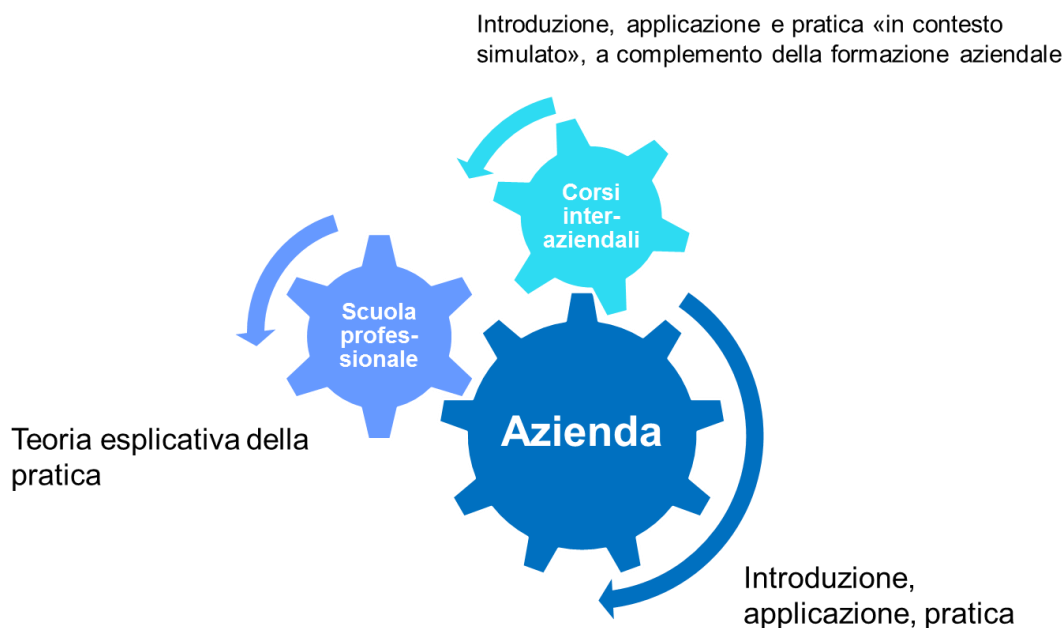 Introduzione, applicazione e pratica «in contesto
simulato», a complemento della formazione aziendale
Corsi
inter-
aziendali
Scuola
profes-
sionale
Azienda
Teoria esplicativa della
pratica
Introduzione,
applicazione, pratica